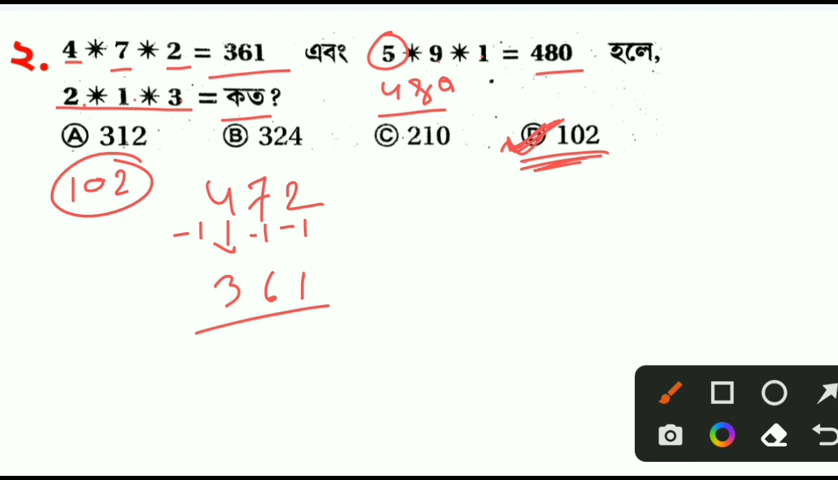 ২. 4 * 7 * 2 = 361 এবং 5 * 9 * 1 = 480 হলে,
2 * 1 * 3 = কত?
Ⓐ 312 Ⓑ 324 Ⓒ 210 Ⓓ 102
102 472
-1 -1 -1
361